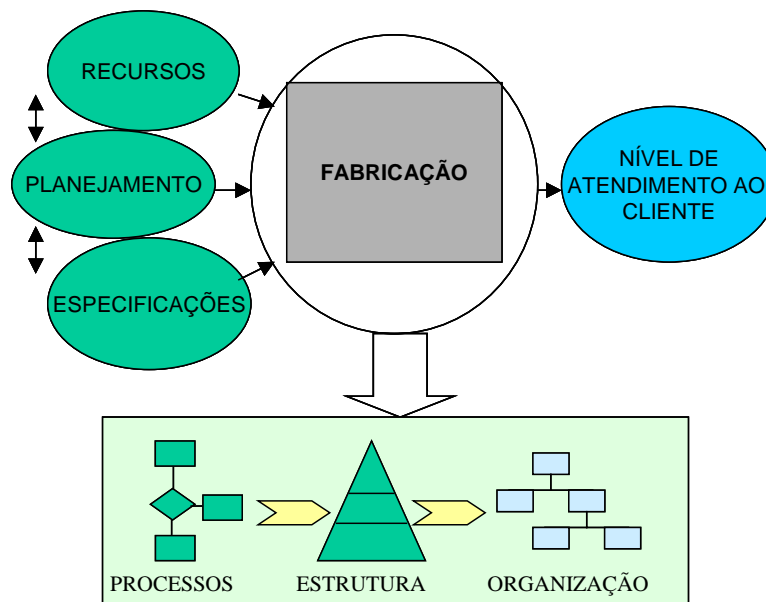 RECURSOS
PLANEJAMENTO
ESPECIFICAÇÕES
FABRICAÇÃO
NÍVEL DE
ATENDIMENTO AO
CLIENTE
PROCESSOS
ESTRUTURA
ORGANIZAÇÃO